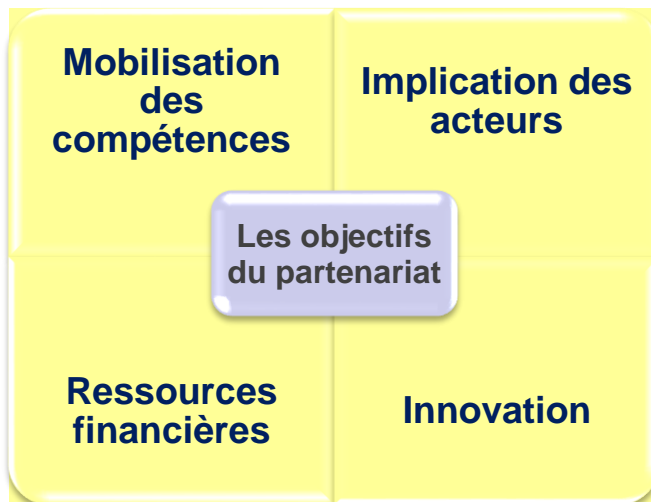 Mobilisation
des
compétences
Implication des
acteurs
Les objectifs
du partenariat
Ressources
financières
Innovation